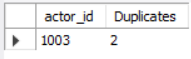 actor_id Duplicates
1003 2